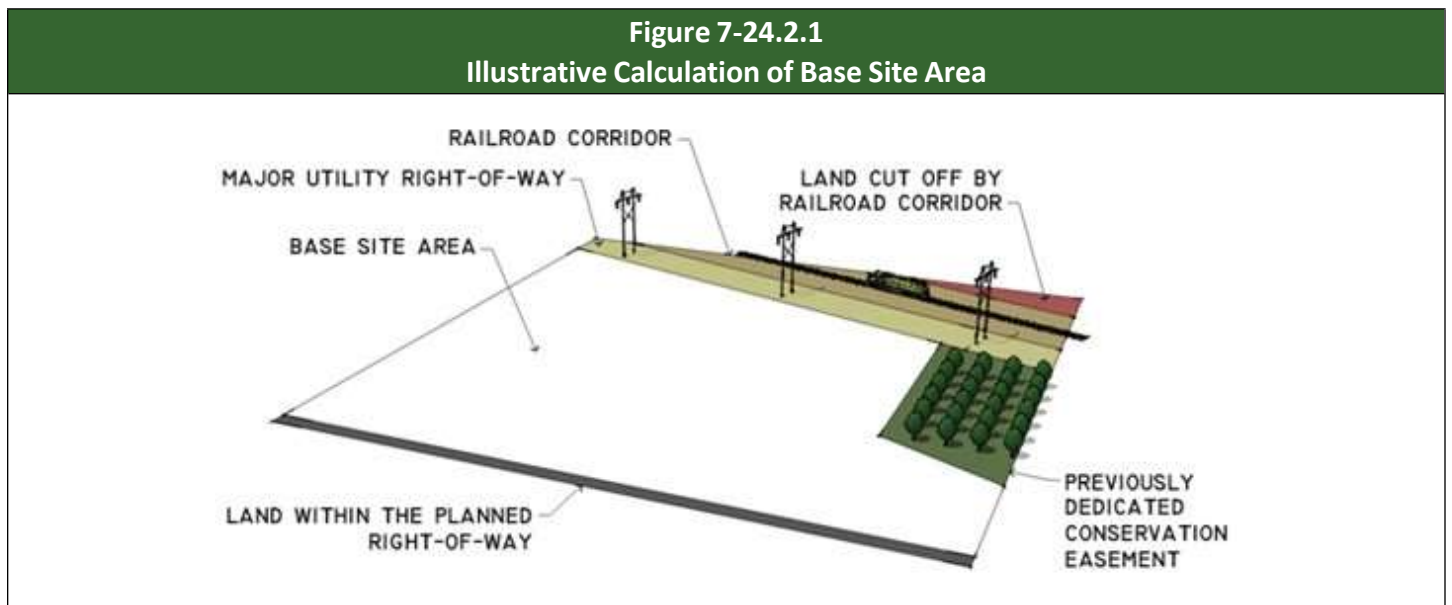 Figure 7-24.2.1
Illustrative Calculation of Base Site Area
RAILROAD CORRIDOR
MAJOR UTILITY RIGHT-OF-WAY
LAND CUT OFF BY
RAILROAD CORRIDOR
BASE SITE AREA
LAND WITHIN THE PLANNED
RIGHT-OF-WAY
PREVIOUSLY
DEDICATED
CONSERVATION
EASEMENT